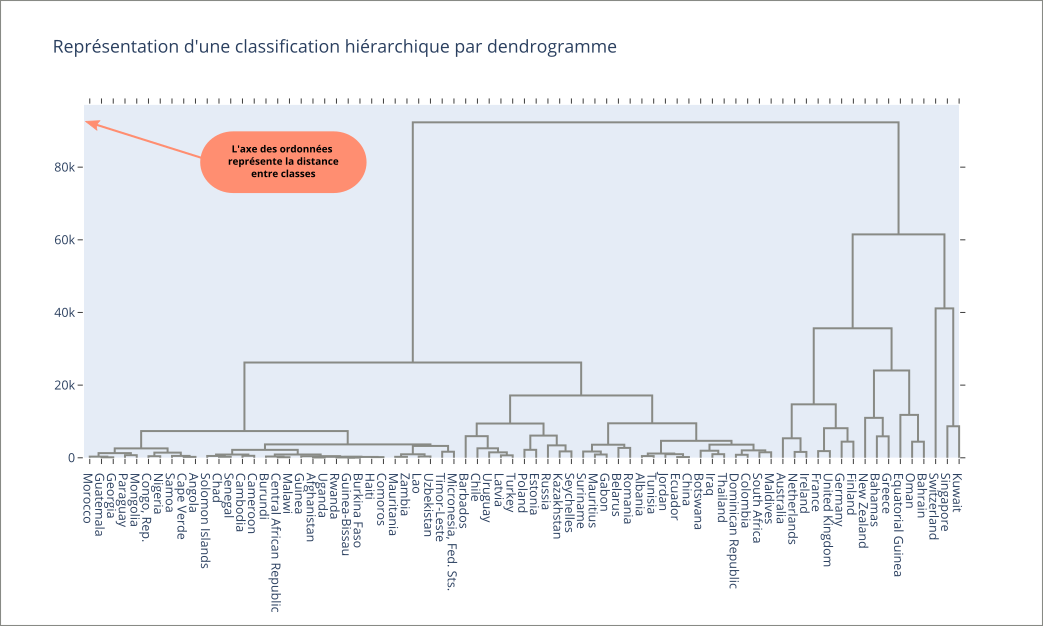 Représentation d'une classification hiérarchique par dendrogramme
L'axe des ordonnées
représente la distance
entre classes
80k
60k
40k
20k
0
Morocco
Guatemala
Georgia
Paraguay
Mongolia
Congo, Rep.
Nigeria
Samoa
Cape Verde
Angola
Solomon Islands
Chad
Senegal
Cambodia
Cameroon
Burundi
Central African Republic
Malawi
Guinea
Afghanistan
Uganda
Rwanda
Guinea-Bissau
Burkina Faso
Haiti
Comoros
Mauritania
Zambia
Lao
Uzbekistan
Timor-Leste
Micronesia, Fed. Sts.
Barbados
Chile
Uruguay
Latvia
Turkey
Poland
Estonia
Russia
Kazakhstan
Seychelles
Suriname
Mauritius
Gabon
Belarus
Romania
Albania
Tunisia
Jordan
Ecuador
China
Botswana
Iraq
Thailand
Dominican Republic
Colombia
South Africa
Maldives
Australia
Netherlands
Ireland
France
United Kingdom
Germany
Finland
New Zealand
Bahamas
Greece
Equatorial Guinea
Oman
Bahrain
Switzerland
Singapore
Kuwait